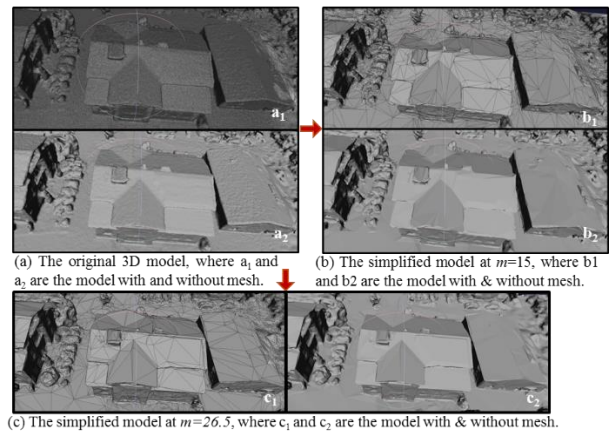 a1
b1
a2
b2
(a) The original 3D model, where a1 and
a2 are the model with and without mesh.
(b) The simplified model at m=15, where b1
and b2 are the model with & without mesh.
c1
c2
(c) The simplified model at m=26.5, where c1 and c2 are the model with & without mesh.